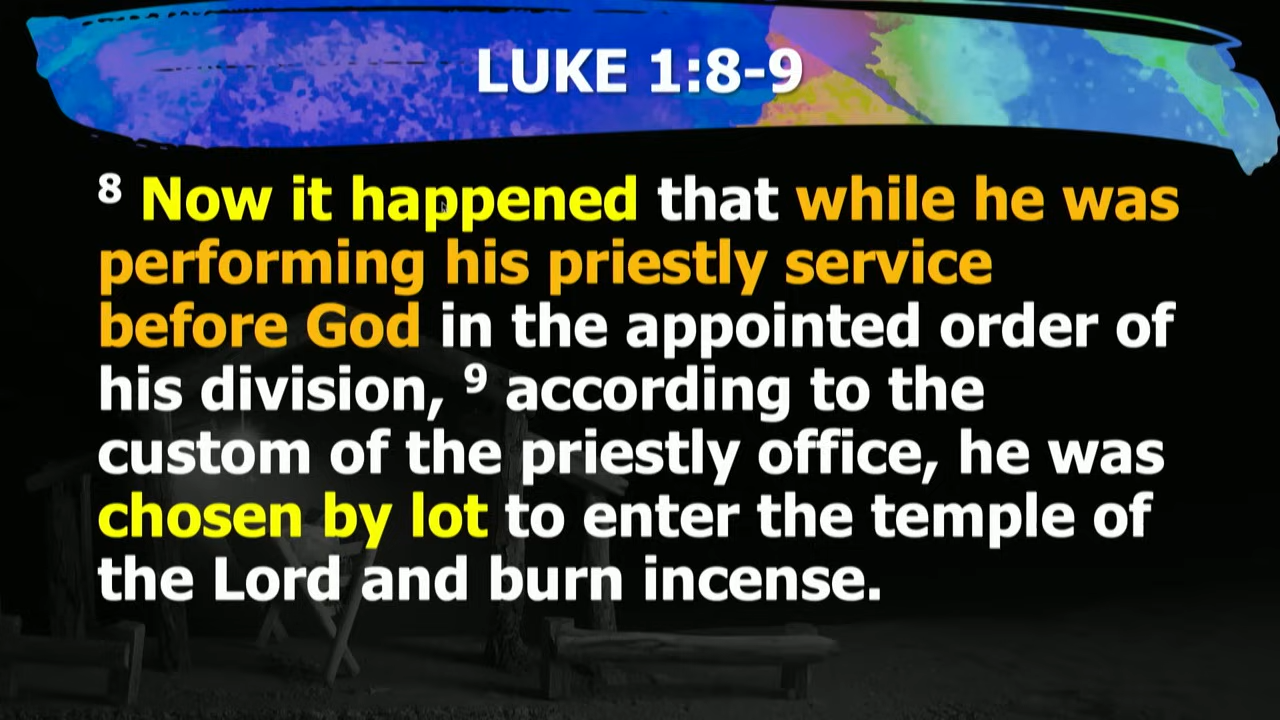 LUKE 1:8-9
8 Now it happened that while he was
performing his priestly service
before God in the appointed order of
his division, 9 according to the
custom of the priestly office, he was
chosen by lot to enter the temple of
the Lord and burn incense.